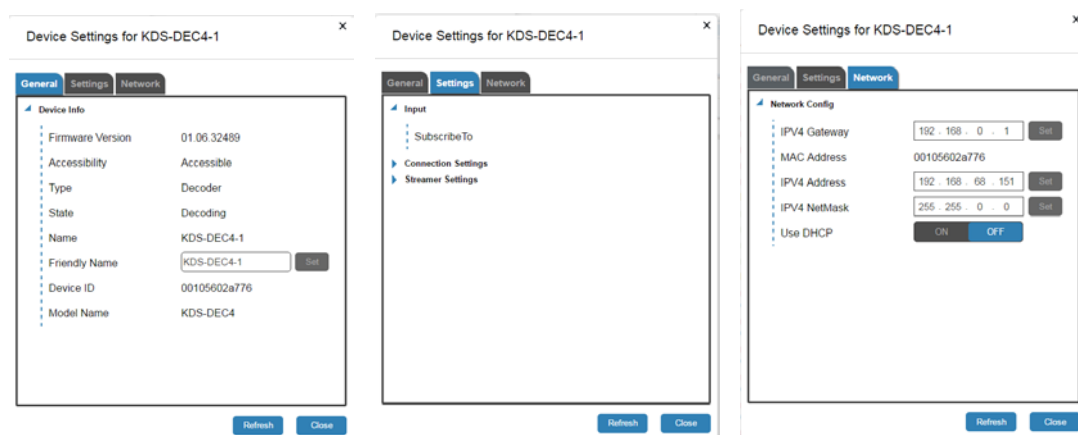 Device Settings for KDS-DEC4-1
x
General Settings Network
Device Info
Firmware Version 01.06.32489
Accessibility Accessible
Type Decoder
State Decoding
Name KDS-DEC4-1
Friendly Name KDS-DEC4-1 Set
Device ID 00105602a776
Model Name KDS-DEC4
Refresh Close
Device Settings for KDS-DEC4-1
x
General Settings Network
Input
SubscribeTo
Connection Settings
Streamer Settings
Refresh Close
Device Settings for KDS-DEC4-1
x
General Settings Network
Network Config
IPV4 Gateway 192 . 168 . 0 . 1 Set
MAC Address 00105602a776
IPV4 Address 192 . 168 . 68 . 151 Set
IPV4 NetMask 255 . 255 . 0 . 0 Set
Use DHCP ON OFF
Refresh Close